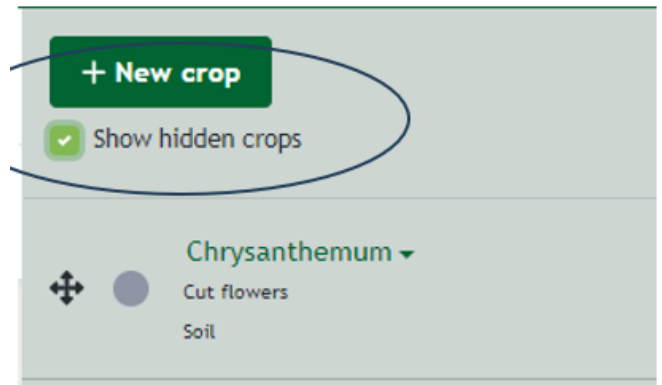 + New crop
Show hidden crops
Chrysanthemum
Cut flowers
Soil